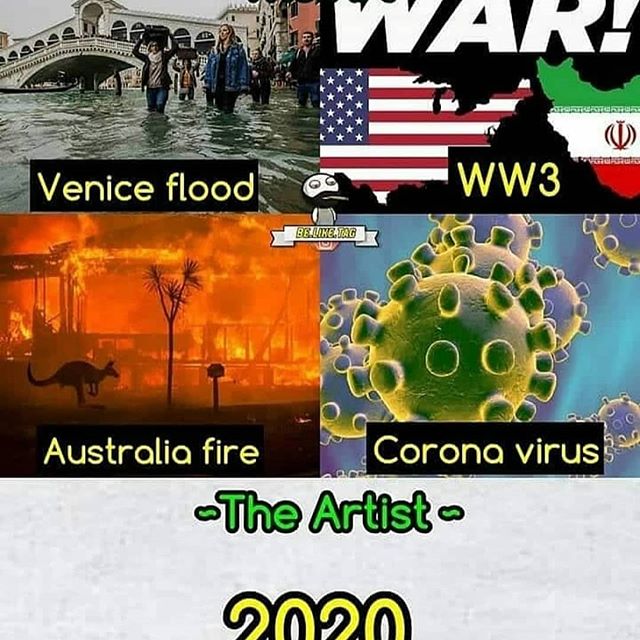 WAR!
Venice flood
WW3
BE LIKE TAG
Australia fire
Corona virus
~The Artist~
2020